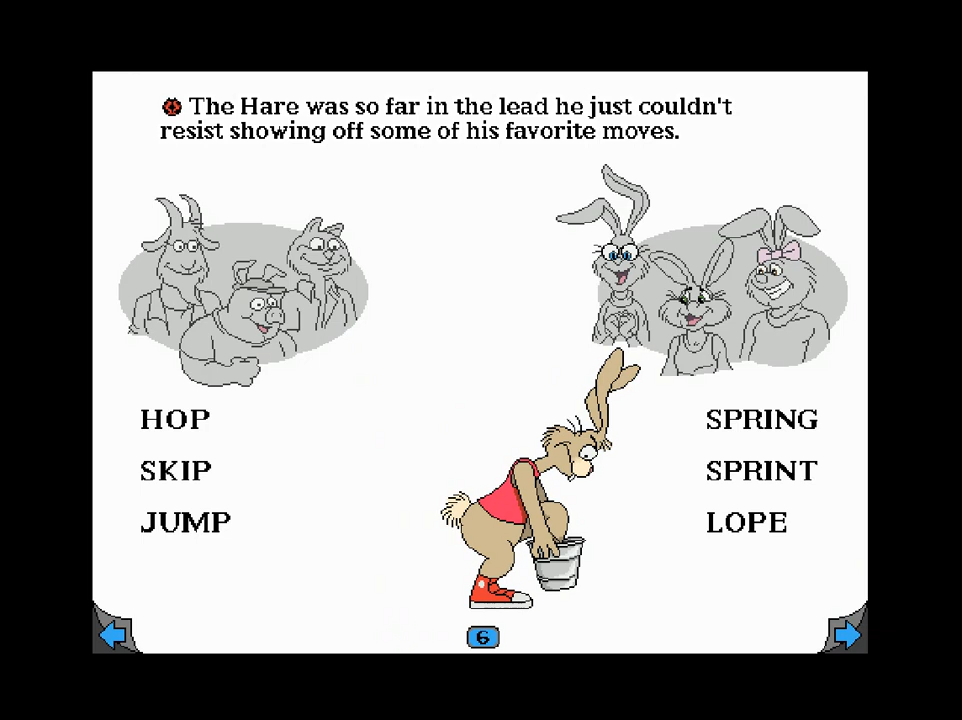 The Hare was so far in the lead he just couldn't
resist showing off some of his favorite moves.
HOP
SKIP
JUMP
SPRING
SPRINT
LOPE
6